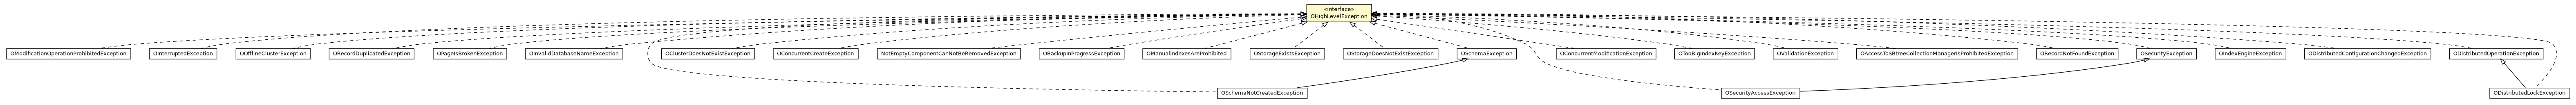 «interface»
OHighLevelException
OModificationOperationProhibitedException
OInterruptedException
OOfflineClusterException
ORecordDuplicatedException
OPageIsBrokenException
OInvalidDatabaseNameException
OClusterDoesNotExistException
OConcurrentCreateException
NotEmptyComponentCanNotBeRemovedException
OBackupInProgressException
OManualIndexesAreProhibited
OStorageExistsException
OStorageDoesNotExistException
OSchemaException
OConcurrentModificationException
OTooBigIndexKeyException
OValidationException
OAccessToSBtreeCollectionManagerIsProhibitedException
ORecordNotFoundException
OSecurityException
OIndexEngineException
ODistributedConfigurationChangedException
ODistributedOperationException
OSchemaNotCreatedException
OSecurityAccessException
ODistributedLockException